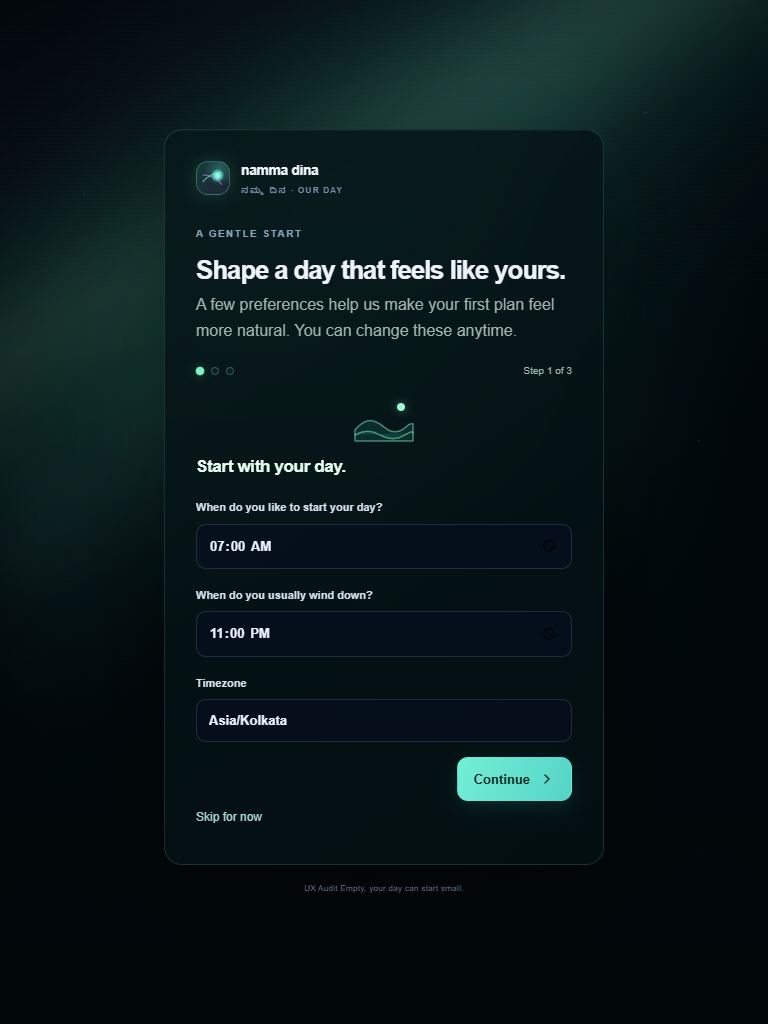 namma dina
ನಮ್ಮ ದಿನ · OUR DAY
A GENTLE START
Shape a day that feels like yours.
A few preferences help us make your first plan feel
more natural. You can change these anytime.
Step 1 of 3
Start with your day.
When do you like to start your day?
07:00 AM
When do you usually wind down?
11:00 PM
Timezone
Asia/Kolkata
Continue
Skip for now
UX Audit Empty, your day can start small.